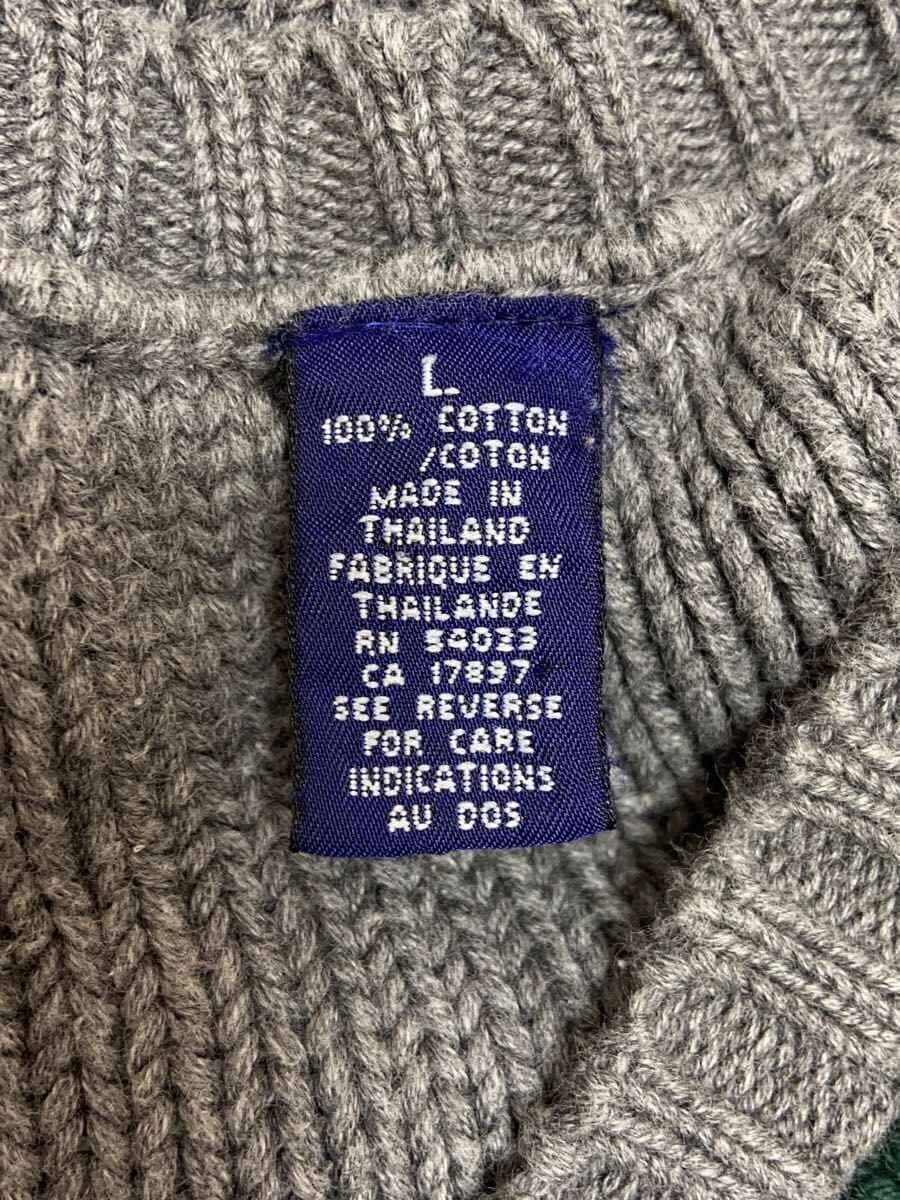 L
100% COTTON
/COTON
MADE IN
THAILAND
FABRIQUE EN
THAILANDE
RN 54023
CA 17897
SEE REVERSE
FOR CARE
INDICATIONS
AU DOS